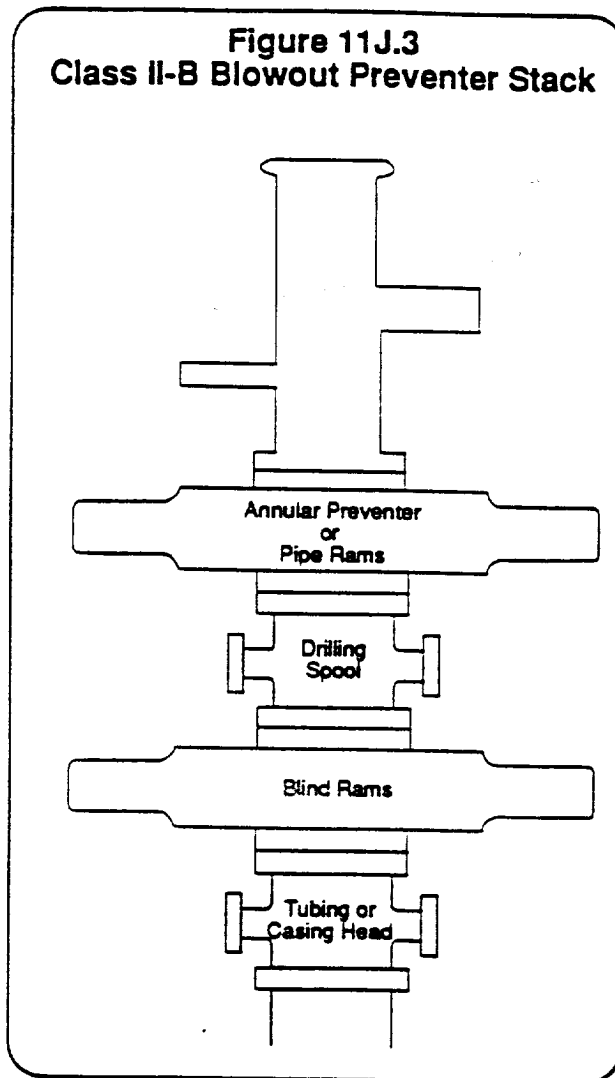 Figure 11J.3
Class II-B Blowout Preventer Stack
Annular Preventer
or
Pipe Rams
Drilling
Spool
Blind Rams
Tubing or
Casing Head